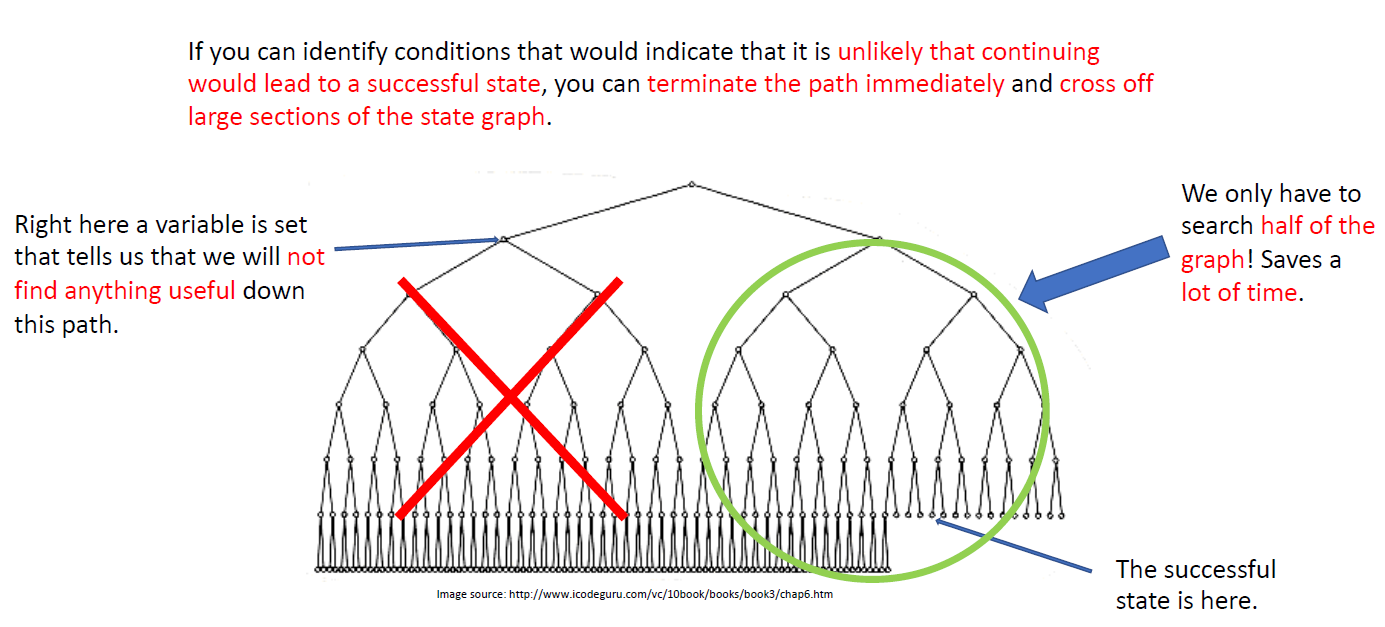 If you can identify conditions that would indicate that it is unlikely that continuing
would lead to a successful state, you can terminate the path immediately and cross off
large sections of the state graph.
Right here a variable is set
that tells us that we will not
find anything useful down
this path.
We only have to
search half of the
graph! Saves a
lot of time.
The successful
state is here.
Image source: http://www.icodeguru.com/vc/10book/books/book3/chap6.htm